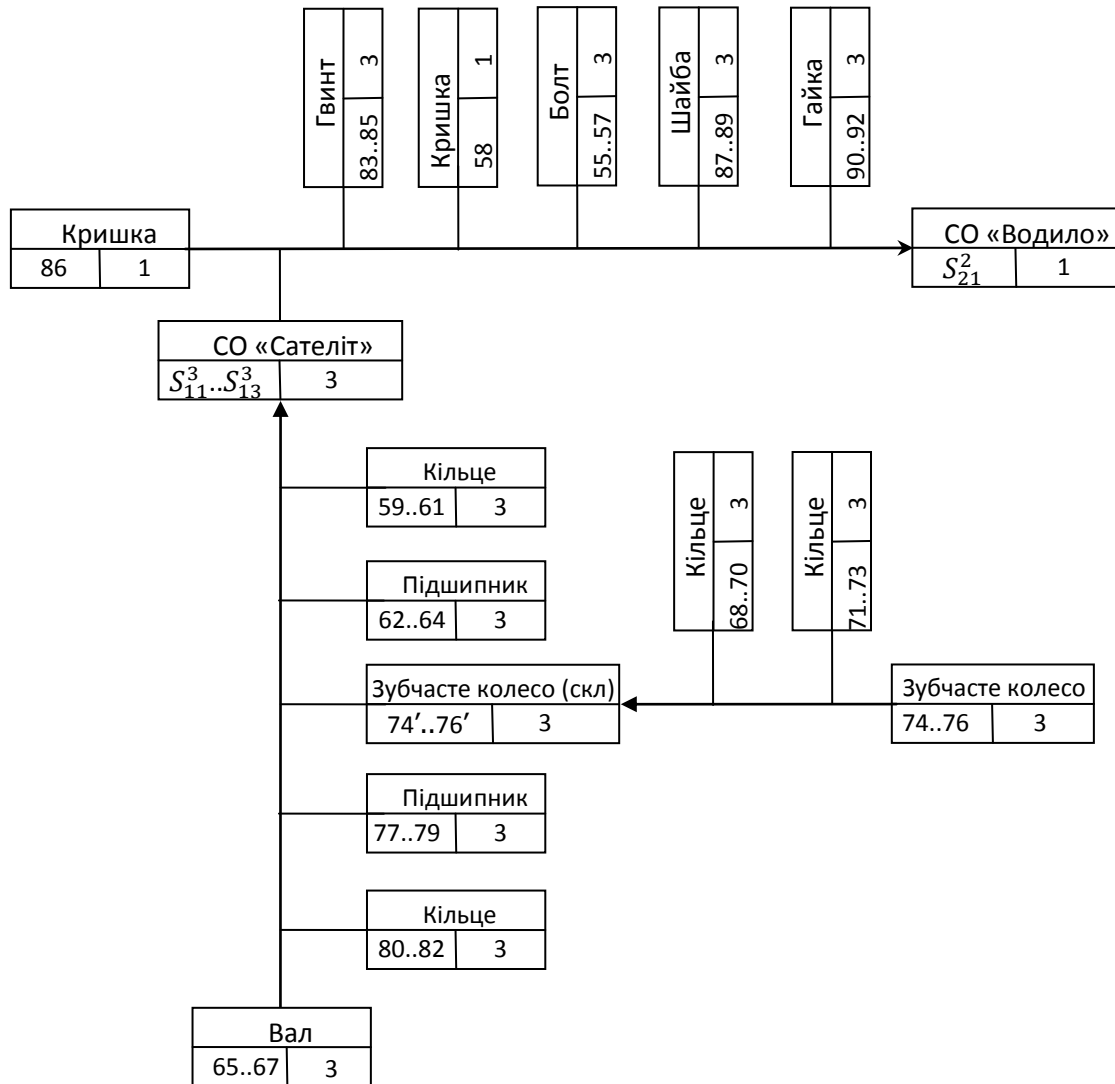 Гвинт
83..85
3
Кришка
58
1
Болт
55..57
3
Шайба
87..89
3
Гайка
90..92
3
Кришка
86 1
СО «Водило»
S²₂₁ 1
СО «Сателіт»
S³₁₁..S³₁₃ 3
Кільце
59..61 3
Кільце
68..70
3
Кільце
71..73
3
Підшипник
62..64 3
Зубчасте колесо (скл)
74′..76′ 3
Зубчасте колесо
74..76 3
Підшипник
77..79 3
Кільце
80..82 3
Вал
65..67 3